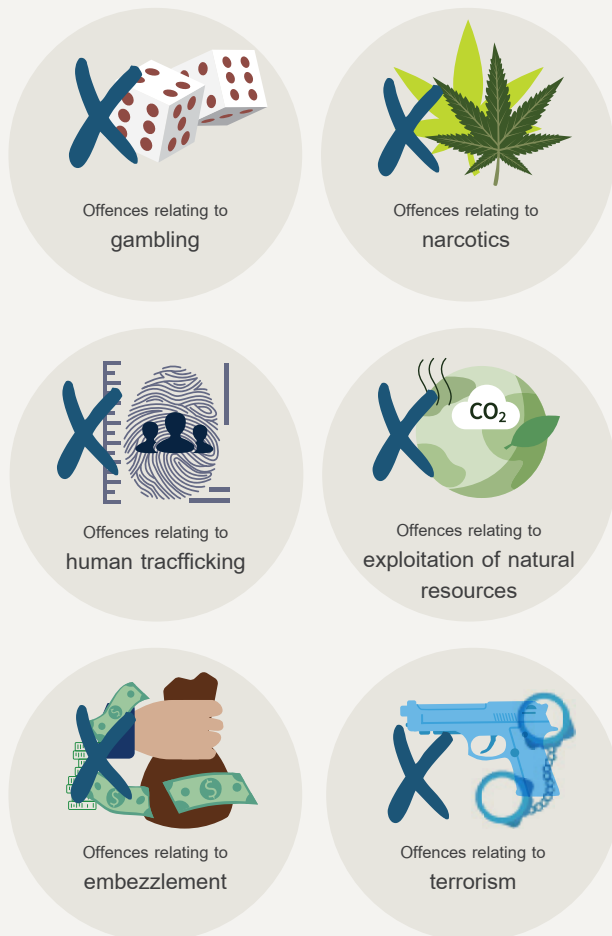 Offences relating to
gambling
Offences relating to
narcotics
Offences relating to
human tracfficking
CO₂
Offences relating to
exploitation of natural
resources
$
$
$
Offences relating to
embezzlement
Offences relating to
terrorism